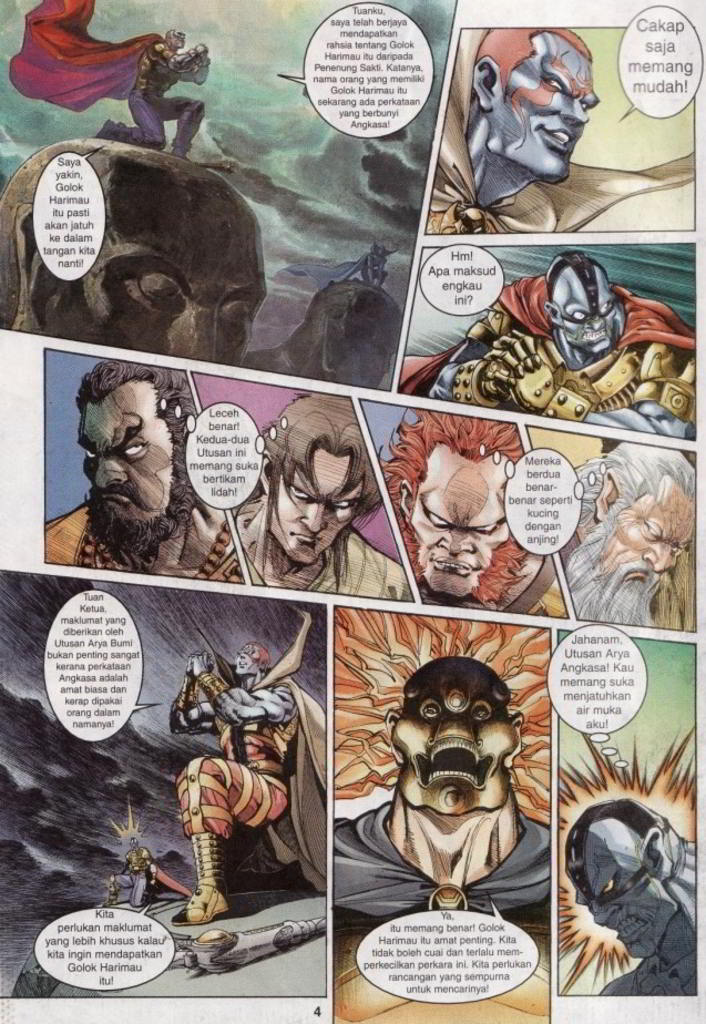 Tuanku,
saya telah berjaya
mendapatkan
rahsia tentang Golok
Harimau itu daripada
Penenung Sakti. Katanya,
nama orang yang memiliki
Golok Harimau itu
sekarang ada perkataan
yang berbunyi
Angkasa!
Saya
yakin,
Golok
Harimau
itu pasti
akan jatuh
ke dalam
tangan kita
nanti!
Cakap
saja
memang
mudah!
Hm!
Apa maksud
engkau
ini?
Leceh
benar!
Kedua-dua
Utusan ini
memang suka
bertikam
lidah!
Mereka
berdua
benar-
benar seperti
kucing
dengan
anjing!
Tuan
Ketua,
maklumat yang
diberikan oleh
Utusan Arya Bumi
bukan penting sangat
kerana perkataan
Angkasa adalah
amat biasa dan
kerap dipakai
orang dalam
namanya!
Kita
perlukan maklumat
yang lebih khusus kalau
kita ingin mendapatkan
Golok Harimau
itu!
Ya,
itu memang benar! Golok
Harimau itu amat penting. Kita
tidak boleh cuai dan terlalu mem-
perkecilkan perkara ini. Kita perlukan
rancangan yang sempurna
untuk mencarinya!
Jahanam,
Utusan Arya
Angkasa! Kau
memang suka
menjatuhkan
air muka
aku!
4